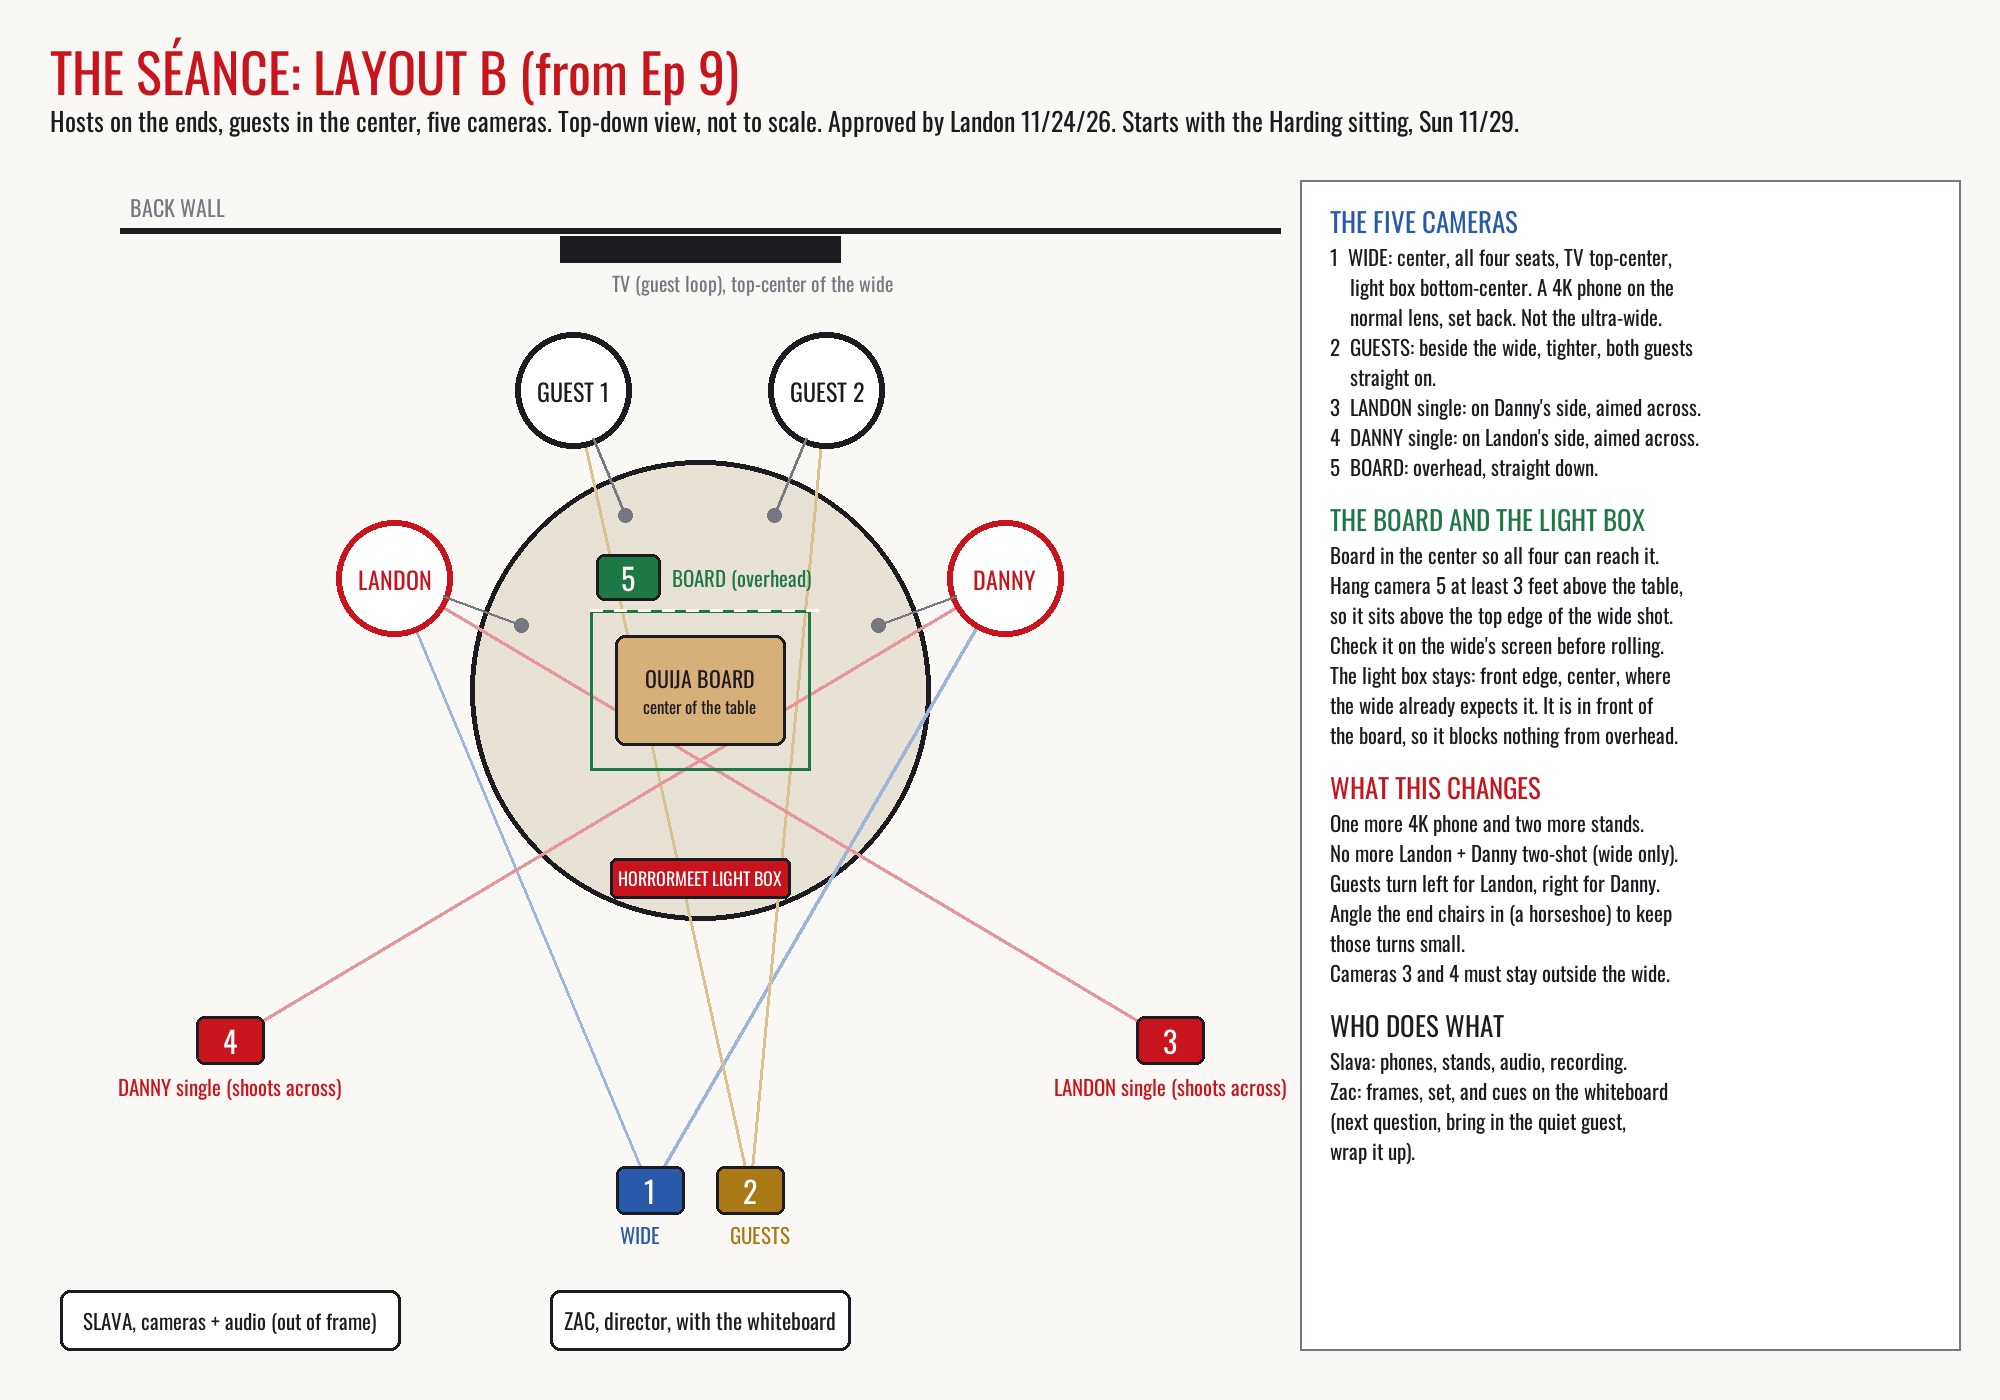 THE SÉANCE: LAYOUT B (from Ep 9)
Hosts on the ends, guests in the center, five cameras. Top-down view, not to scale. Approved by Landon 11/24/26. Starts with the Harding sitting, Sun 11/29.
BACK WALL
TV (guest loop), top-center of the wide
GUEST 1
GUEST 2
LANDON
DANNY
5
BOARD (overhead)
OUIJA BOARD
center of the table
HORRORMEET LIGHT BOX
4
DANNY single (shoots across)
3
LANDON single (shoots across)
1
WIDE
2
GUESTS
SLAVA, cameras + audio (out of frame)
ZAC, director, with the whiteboard
THE FIVE CAMERAS
1 WIDE: center, all four seats, TV top-center,
light box bottom-center. A 4K phone on the
normal lens, set back. Not the ultra-wide.
2 GUESTS: beside the wide, tighter, both guests
straight on.
3 LANDON single: on Danny's side, aimed across.
4 DANNY single: on Landon's side, aimed across.
5 BOARD: overhead, straight down.
THE BOARD AND THE LIGHT BOX
Board in the center so all four can reach it.
Hang camera 5 at least 3 feet above the table,
so it sits above the top edge of the wide shot.
Check it on the wide's screen before rolling.
The light box stays: front edge, center, where
the wide already expects it. It is in front of
the board, so it blocks nothing from overhead.
WHAT THIS CHANGES
One more 4K phone and two more stands.
No more Landon + Danny two-shot (wide only).
Guests turn left for Landon, right for Danny.
Angle the end chairs in (a horseshoe) to keep
those turns small.
Cameras 3 and 4 must stay outside the wide.
WHO DOES WHAT
Slava: phones, stands, audio, recording.
Zac: frames, set, and cues on the whiteboard
(next question, bring in the quiet guest,
wrap it up).